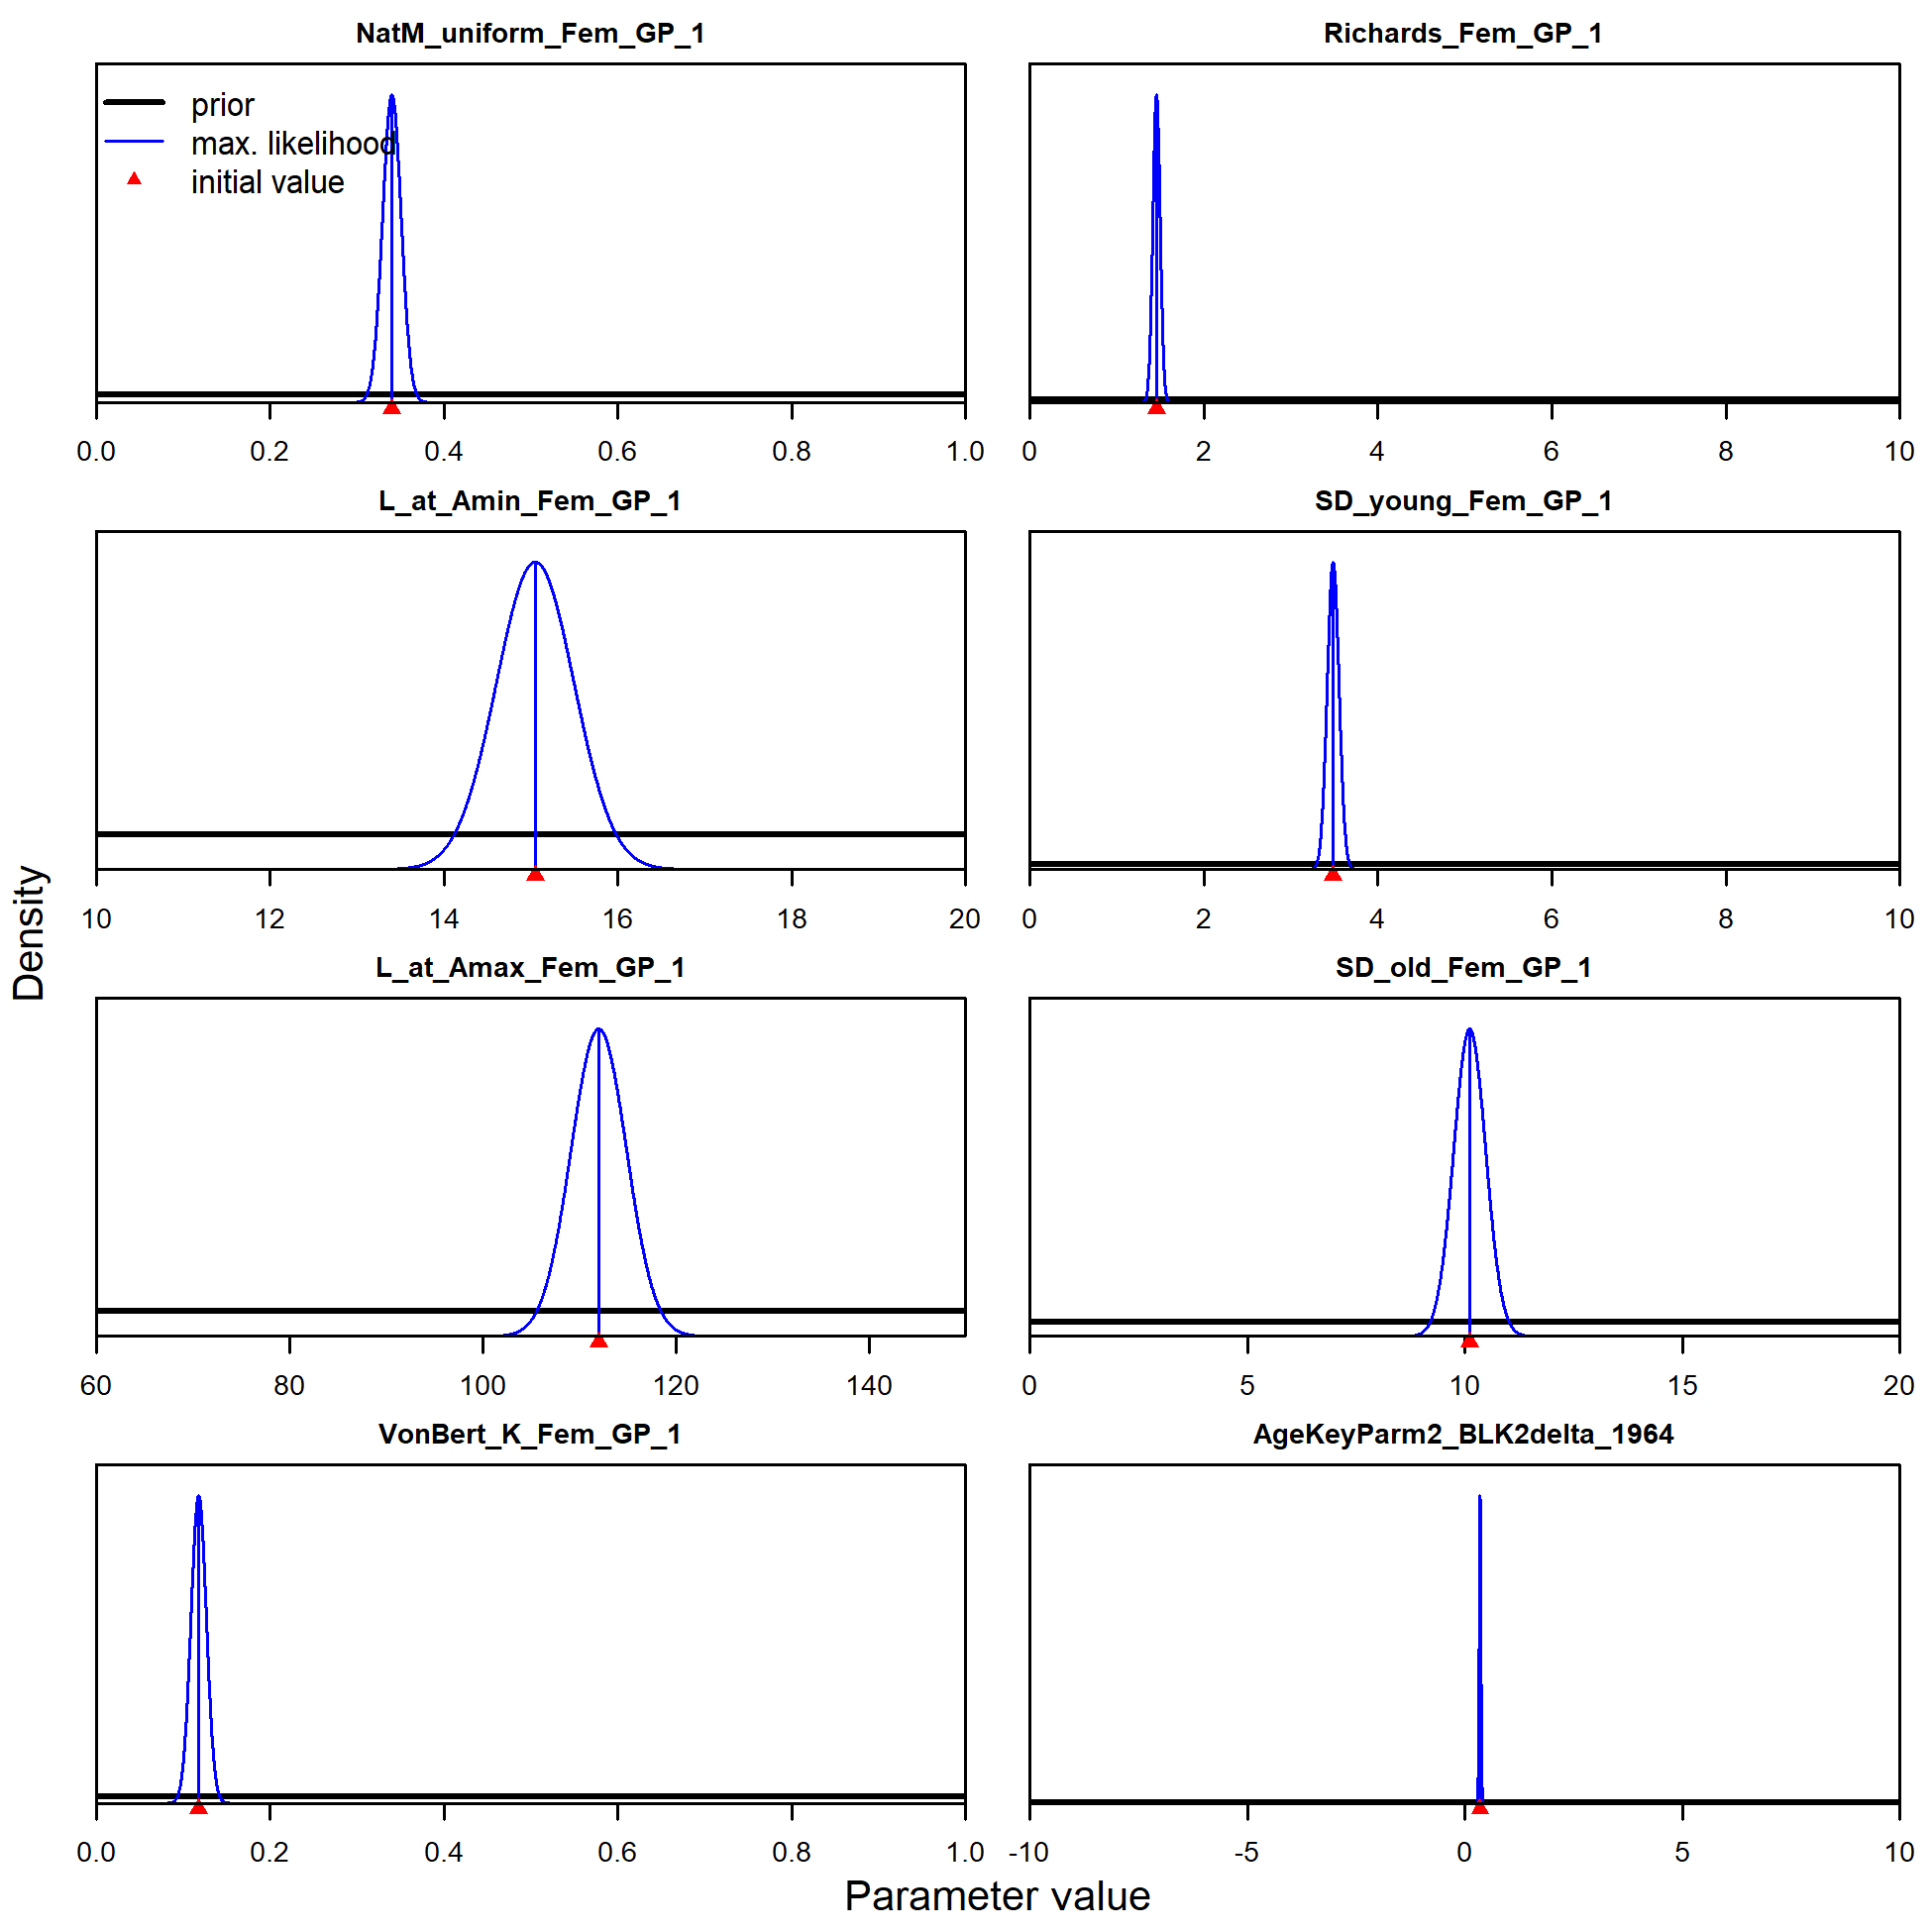 NatM_uniform_Fem_GP_1
prior
max. likelihood
initial value
0.0 0.2 0.4 0.6 0.8 1.0
Richards_Fem_GP_1
0 2 4 6 8 10
L_at_Amin_Fem_GP_1
10 12 14 16 18 20
SD_young_Fem_GP_1
0 2 4 6 8 10
L_at_Amax_Fem_GP_1
60 80 100 120 140
SD_old_Fem_GP_1
0 5 10 15 20
VonBert_K_Fem_GP_1
0.0 0.2 0.4 0.6 0.8 1.0
AgeKeyParm2_BLK2delta_1964
-10 -5 0 5 10
Density
Parameter value